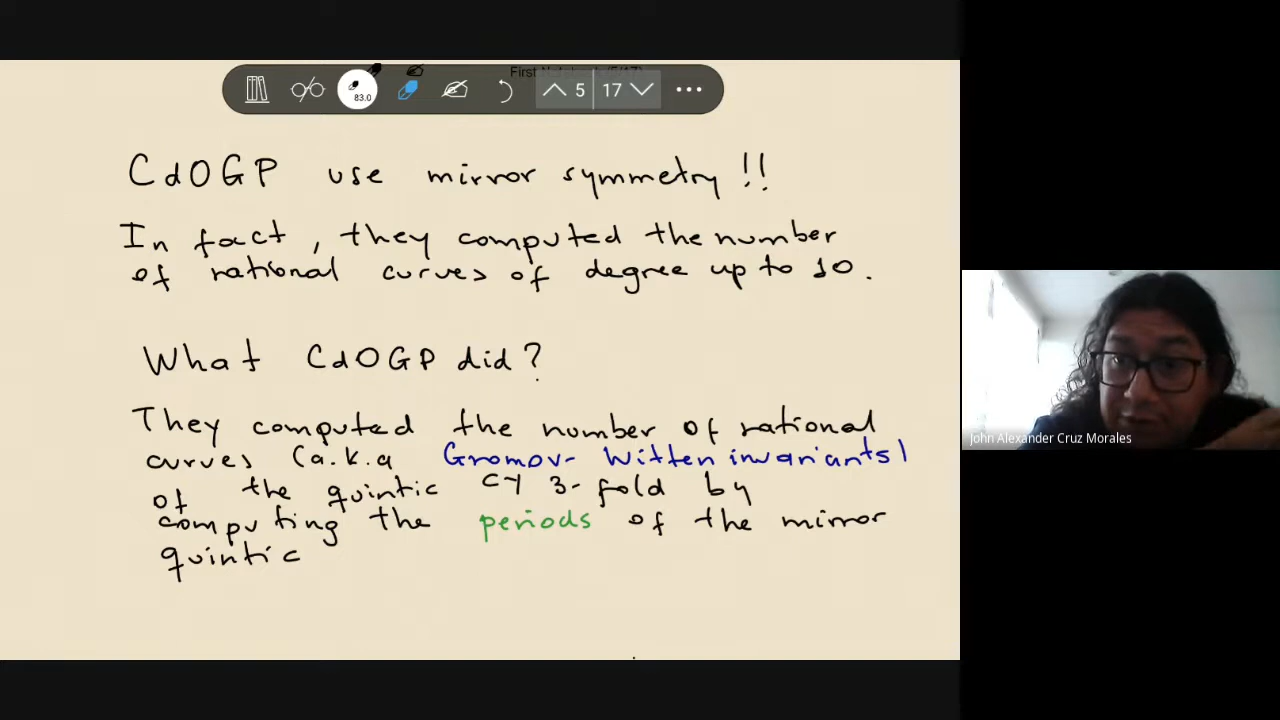 83.0
5
17
CdOGP use mirror symmetry !!
In fact, they computed the number
of rational curves of degree up to 10.
What CdOGP did?
They computed the number of rational
curves (a.k.a Gromov-Witten invariants)
of the quintic CY 3-fold by
computing the periods of the mirror
quintic
John Alexander Cruz Morales